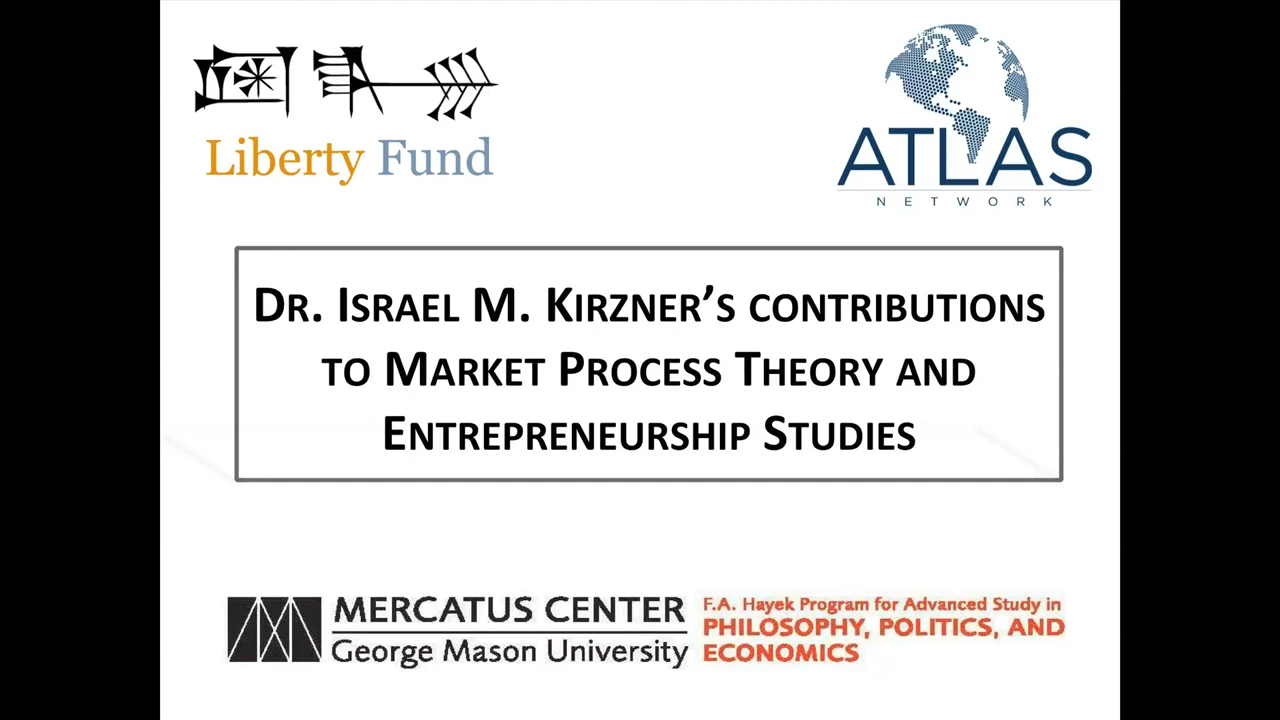 Liberty Fund
ATLAS
NETWORK
DR. ISRAEL M. KIRZNER'S CONTRIBUTIONS
TO MARKET PROCESS THEORY AND
ENTREPRENEURSHIP STUDIES
MERCATUS CENTER
George Mason University
F.A. Hayek Program for Advanced Study in
PHILOSOPHY, POLITICS, AND
ECONOMICS